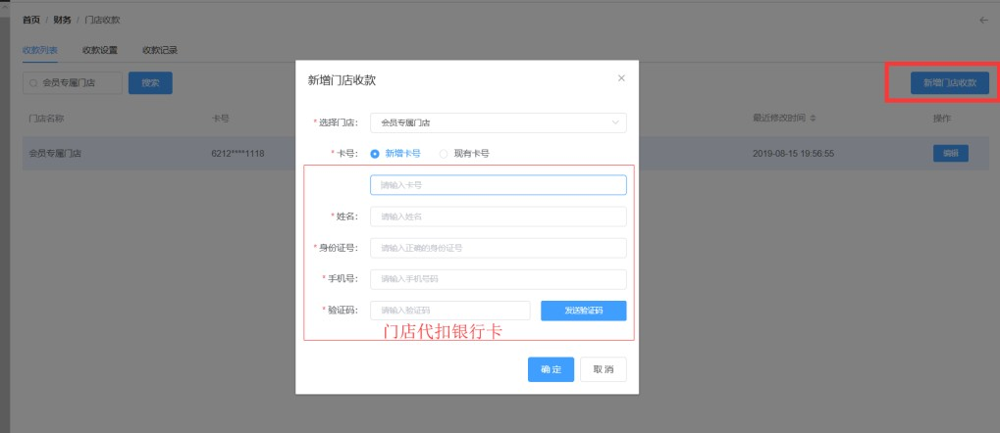 首页 / 财务 / 门店收款
收款列表 收款设置 收款记录
会员专属门店 搜索 新增门店收款
门店名称 卡号 最近修改时间 操作
会员专属门店 6212****1118 2019-08-15 19:56:55 编辑
新增门店收款
*选择门店: 会员专属门店
*卡号: 新增卡号 现有卡号
请输入卡号
*姓名: 请输入姓名
*身份证号: 请输入正确的身份证号
*手机号: 请输入手机号码
*验证码: 请输入验证码 发送验证码
门店代扣银行卡
确定 取消